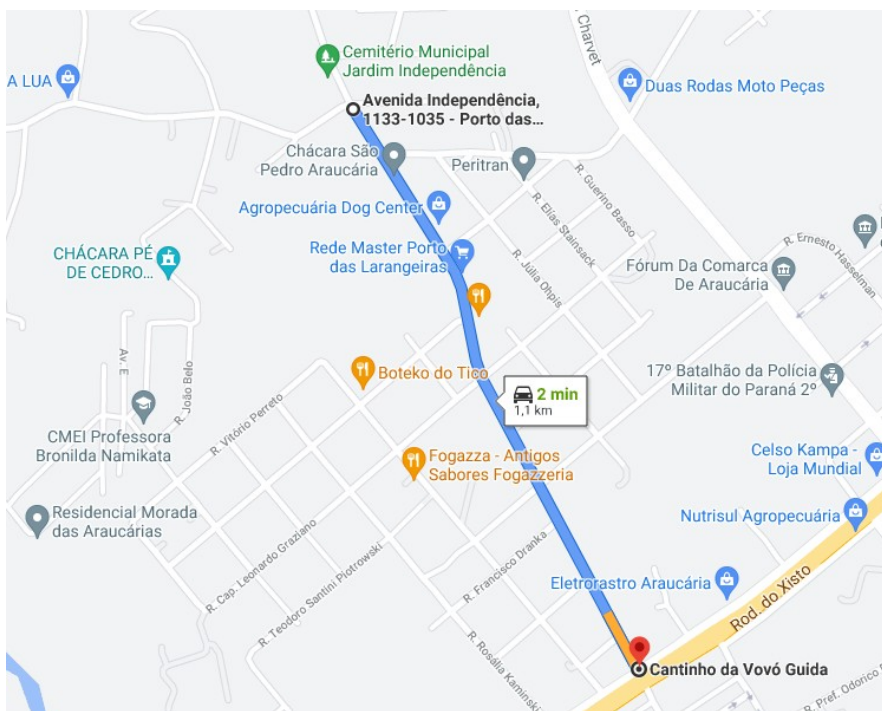 Cemitério Municipal
Jardim Independência
Charvet
A LUA
Duas Rodas Moto Peças
Avenida Independência,
1133-1035 - Porto das...
Chácara São
Pedro Araucária
Peritran
R. Guerino Basso
R. Elias Stainsack
Agropecuária Dog Center
Rede Master Porto
das Larangeiras
R. Júlia Ohpis
R. Ernesto Hasselman
CHÁCARA PÉ
DE CEDRO...
Fórum Da Comarca
De Araucária
Av. E
R. João Belo
Boteko do Tico
2 min
1,1 km
17º Batalhão da Polícia
Militar do Paraná 2º
CMEI Professora
Bronilda Namikata
R. Vitório Perreto
Fogazza - Antigos
Sabores Fogazzeria
Celso Kampa -
Loja Mundial
Residencial Morada
das Araucárias
Nutrisul Agropecuária
R. Cap. Leonardo Graziano
R. Francisco Dranka
R. Teodoro Santini Piotrowski
Eletrorastro Araucária
Rod. do Xisto
R. Rosália Kaminski
Cantinho da Vovó Guida
R. Pref. Odorico